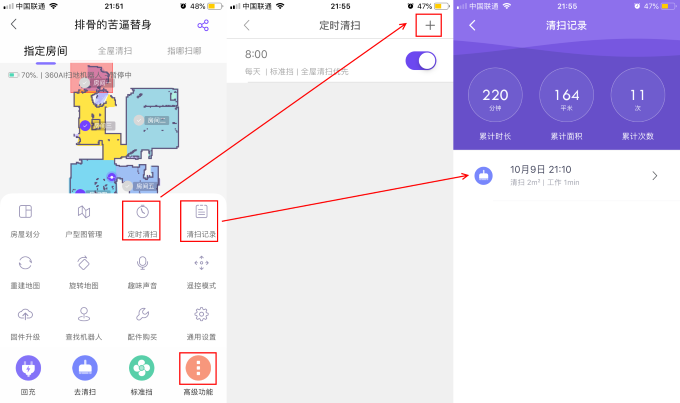 中国联通
21:51
48%
排骨的苦逼替身
指定房间
全屋清扫
指哪扫哪
70%. | 360AI扫地机器人 | 暂停中
房间二
房间五
房屋划分
户型图管理
定时清扫
清扫记录
重建地图
旋转地图
趣味声音
遥控模式
固件升级
查找机器人
配件购买
通用设置
回充
去清扫
标准挡
高级功能
中国联通
21:55
47%
定时清扫
8:00
每天 | 标准挡 | 全屋清扫优先
中国联通
21:55
47%
清扫记录
220
分钟
累计时长
164
平米
累计面积
11
次
累计次数
10月9日 21:10
清扫 2m² | 工作 1min